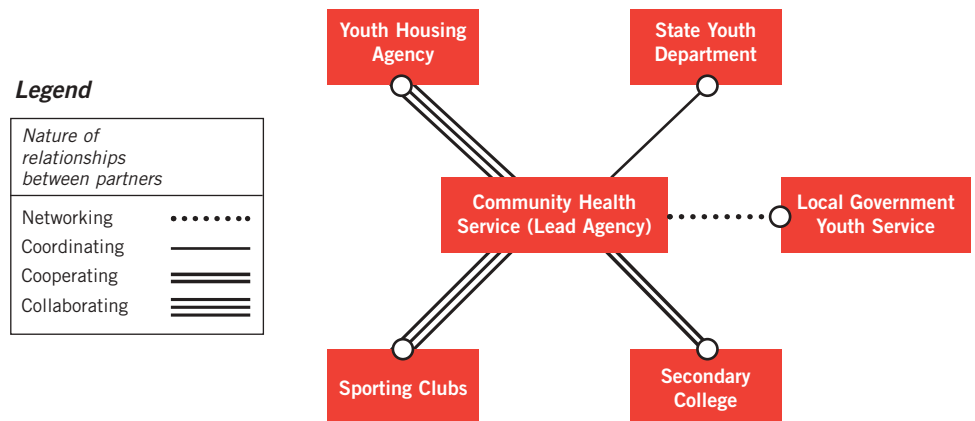 Legend
Nature of
relationships
between partners
Networking
Coordinating
Cooperating
Collaborating
Youth Housing
Agency
State Youth
Department
Community Health
Service (Lead Agency)
Local Government
Youth Service
Sporting Clubs
Secondary
College